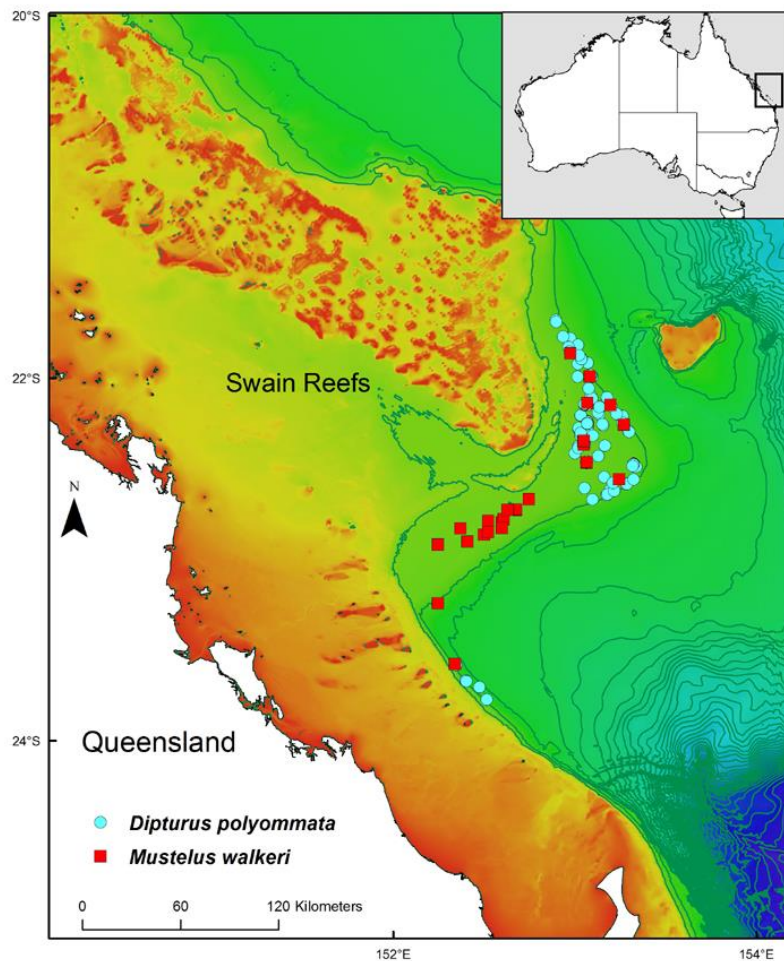 20°S
Swain Reefs
22°S
N
24°S
Queensland
Dipturus polyommata
Mustelus walkeri
0 60 120 Kilometers
152°E 154°E